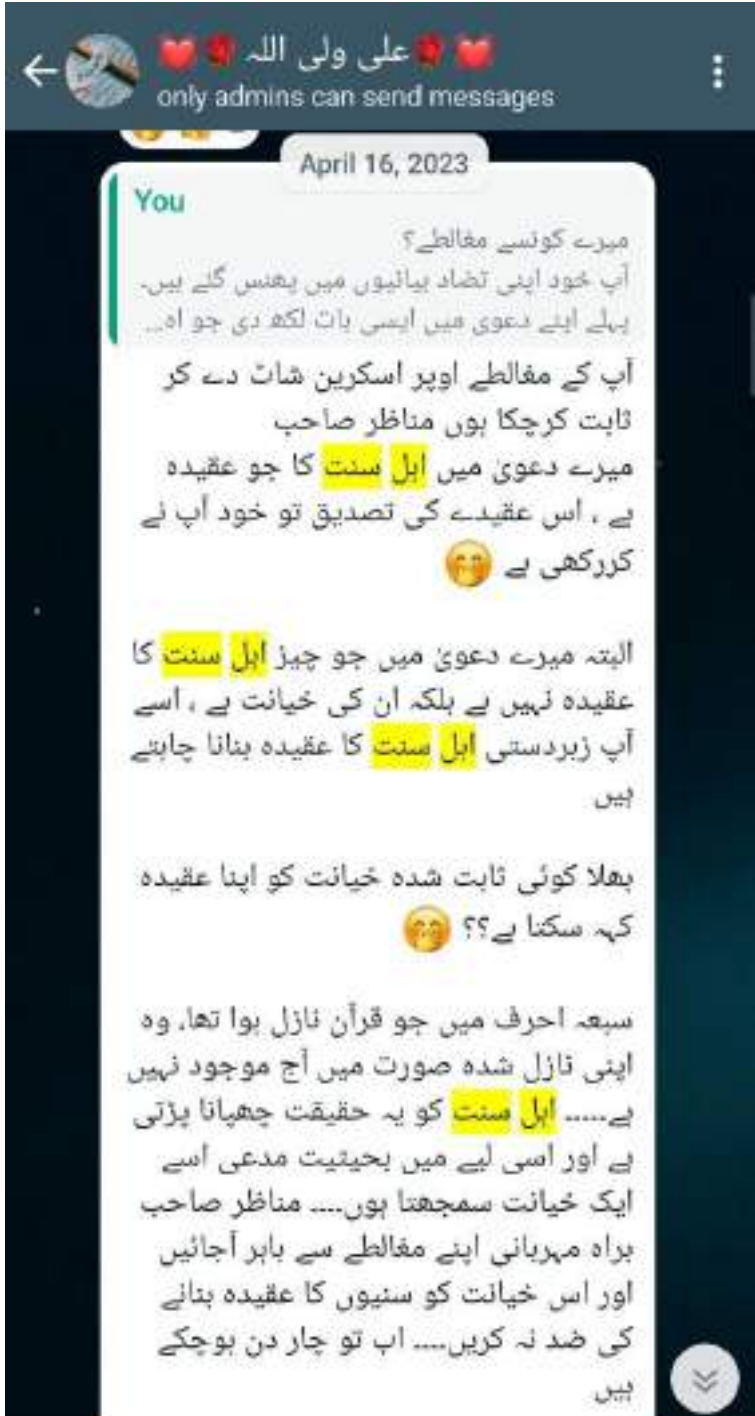 ❤️🌹علی ولی اللہ🌹❤️
only admins can send messages
April 16, 2023
You
میرے کونسے مغالطے؟
آپ خود اپنی تضاد بیانیوں میں پھنس گئے ہیں۔
پہلے اپنے دعوی میں ایسی بات لکھ دی جو اہ...
آپ کے مغالطے اوپر اسکرین شاٹ دے کر
ثابت کرچکا ہوں مناظر صاحب
میرے دعویٰ میں اہل سنت کا جو عقیدہ
ہے ، اس عقیدے کی تصدیق تو خود آپ نے
کررکھی ہے 🤭
البتہ میرے دعویٰ میں جو چیز اہل سنت کا
عقیدہ نہیں ہے بلکہ ان کی خیانت ہے ، اسے
آپ زبردستی اہل سنت کا عقیدہ بنانا چاہتے
ہیں
بھلا کوئی ثابت شدہ خیانت کو اپنا عقیدہ
کہہ سکتا ہے؟؟ 🤭
سبعہ احرف میں جو قرآن نازل ہوا تھا، وہ
اپنی نازل شدہ صورت میں آج موجود نہیں
ہے..... اہل سنت کو یہ حقیقت چھپانا پڑتی
ہے اور اسی لیے میں بحیثیت مدعی اسے
ایک خیانت سمجھتا ہوں.... مناظر صاحب
براہ مہربانی اپنے مغالطے سے باہر آجائیں
اور اس خیانت کو سنیوں کا عقیدہ بنانے
کی ضد نہ کریں.... اب تو چار دن ہوچکے
ہیں